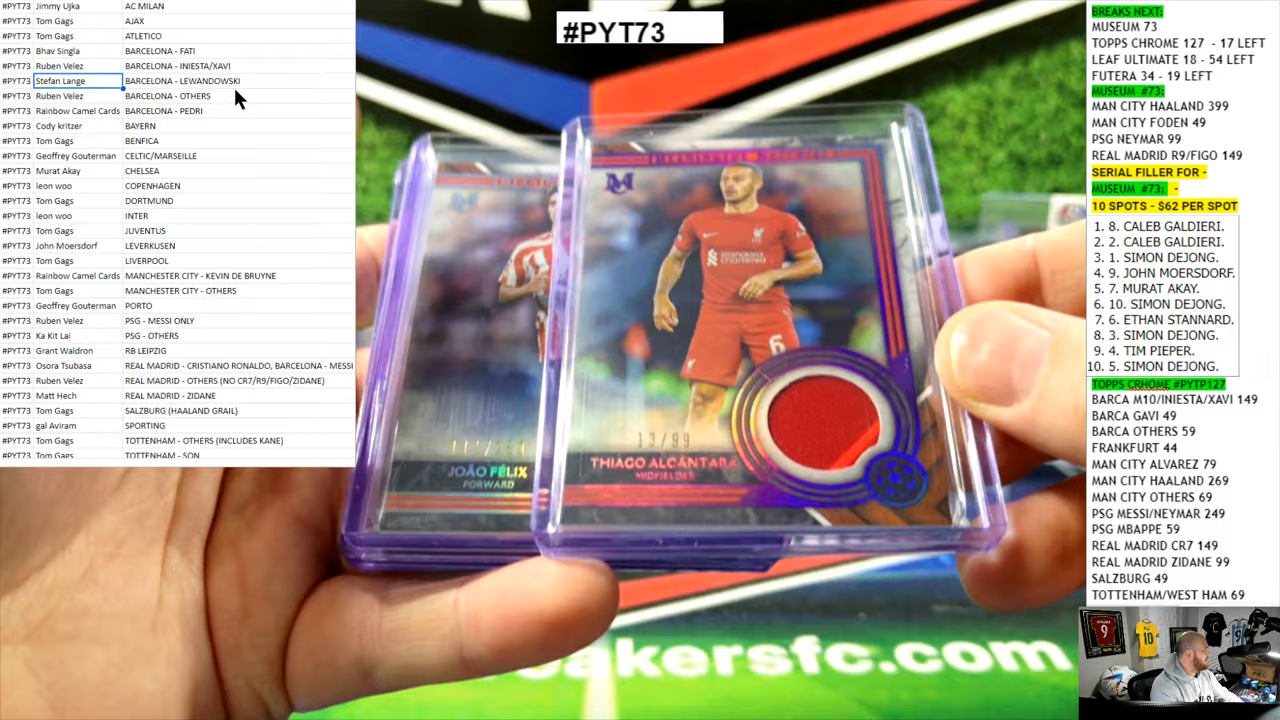 #PYT73 Jimmy Ujka AC MILAN
#PYT73 Tom Gags AJAX
#PYT73 Tom Gags ATLETICO
#PYT73 Bhav Singla BARCELONA - FATI
#PYT73 Ruben Velez BARCELONA - INIESTA/XAVI
#PYT73 Stefan Lange BARCELONA - LEWANDOWSKI
#PYT73 Ruben Velez BARCELONA - OTHERS
#PYT73 Rainbow Camel Cards BARCELONA - PEDRI
#PYT73 Cody kritzer BAYERN
#PYT73 Tom Gags BENFICA
#PYT73 Geoffrey Gouterman CELTIC/MARSEILLE
#PYT73 Murat Akay CHELSEA
#PYT73 leon woo COPENHAGEN
#PYT73 Tom Gags DORTMUND
#PYT73 leon woo INTER
#PYT73 Tom Gags JUVENTUS
#PYT73 John Moersdorf LEVERKUSEN
#PYT73 Tom Gags LIVERPOOL
#PYT73 Rainbow Camel Cards MANCHESTER CITY - KEVIN DE BRUYNE
#PYT73 Tom Gags MANCHESTER CITY - OTHERS
#PYT73 Geoffrey Gouterman PORTO
#PYT73 Ruben Velez PSG - MESSI ONLY
#PYT73 Ka Kit Lai PSG - OTHERS
#PYT73 Grant Waldron RB LEIPZIG
#PYT73 Osora Tsubasa REAL MADRID - CRISTIANO RONALDO, BARCELONA - MESSI
#PYT73 Ruben Velez REAL MADRID - OTHERS (NO CR7/R9/FIGO/ZIDANE)
#PYT73 Matt Hech REAL MADRID - ZIDANE
#PYT73 Tom Gags SALZBURG (HAALAND GRAIL)
#PYT73 gal Aviram SPORTING
#PYT73 Tom Gags TOTTENHAM - OTHERS (INCLUDES KANE)
#PYT73 Tom Gags TOTTENHAM - SON
#PYT73
standard chartered
6
13/99
THIAGO ALCÁNTARA
MIDFIELDER
JOÃO FÉLIX
FORWARD
eakersfc.com
BREAKS NEXT:
MUSEUM 73
TOPPS CHROME 127 - 17 LEFT
LEAF ULTIMATE 18 - 54 LEFT
FUTERA 34 - 19 LEFT
MUSEUM #73:
MAN CITY HAALAND 399
MAN CITY FODEN 49
PSG NEYMAR 99
REAL MADRID R9/FIGO 149
SERIAL FILLER FOR -
MUSEUM #73: -
10 SPOTS - $62 PER SPOT
1. 8. CALEB GALDIERI.
2. 2. CALEB GALDIERI.
3. 1. SIMON DEJONG.
4. 9. JOHN MOERSDORF.
5. 7. MURAT AKAY.
6. 10. SIMON DEJONG.
7. 6. ETHAN STANNARD.
8. 3. SIMON DEJONG.
9. 4. TIM PIEPER.
10. 5. SIMON DEJONG.
TOPPS CRHOME #PYTP127
BARCA M10/INIESTA/XAVI 149
BARCA GAVI 49
BARCA OTHERS 59
FRANKFURT 44
MAN CITY ALVAREZ 79
MAN CITY HAALAND 269
MAN CITY OTHERS 69
PSG MESSI/NEYMAR 249
PSG MBAPPE 59
REAL MADRID CR7 149
REAL MADRID ZIDANE 99
SALZBURG 49
TOTTENHAM/WEST HAM 69
9
10